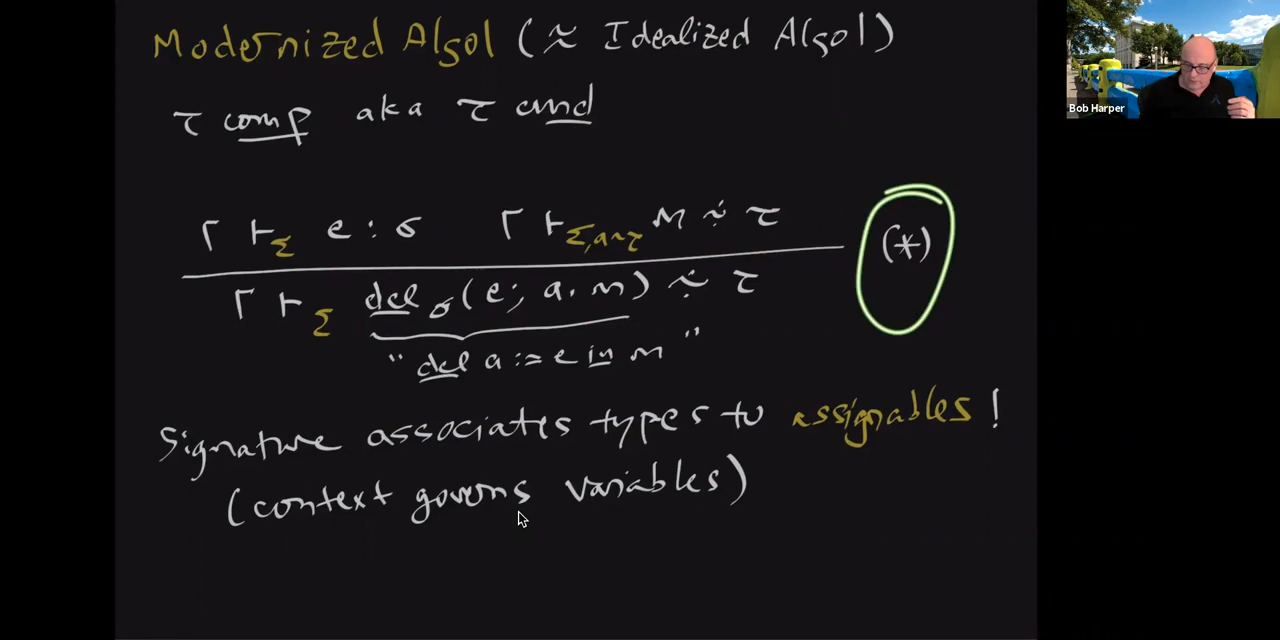 Modernized Algol (≈ Idealized Algol)
τ comp aka τ cmd
Γ ⊢Σ e : σ Γ ⊢Σ,a~τ m ∻ τ (*)
Γ ⊢Σ dcl σ (e; a. m) ∻ τ
"dcl a := e in m"
Signature associates types to assignables!
(context governs variables)
Bob Harper